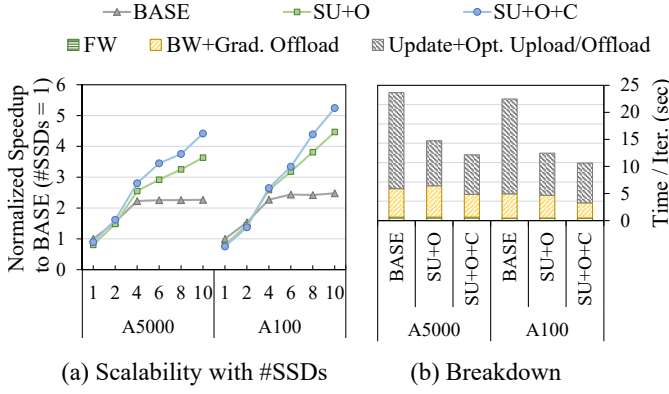 BASE SU+O SU+O+C
FW BW+Grad. Offload Update+Opt. Upload/Offload
Normalized Speedup
to BASE (#SSDs = 1)
6
5
4
3
2
1
0
1 2 4 6 8 10 1 2 4 6 8 10
A5000 A100
(a) Scalability with #SSDs
25
20
15
10
5
0
Time / Iter. (sec)
BASE
SU+O
SU+O+C
BASE
SU+O
SU+O+C
A5000 A100
(b) Breakdown